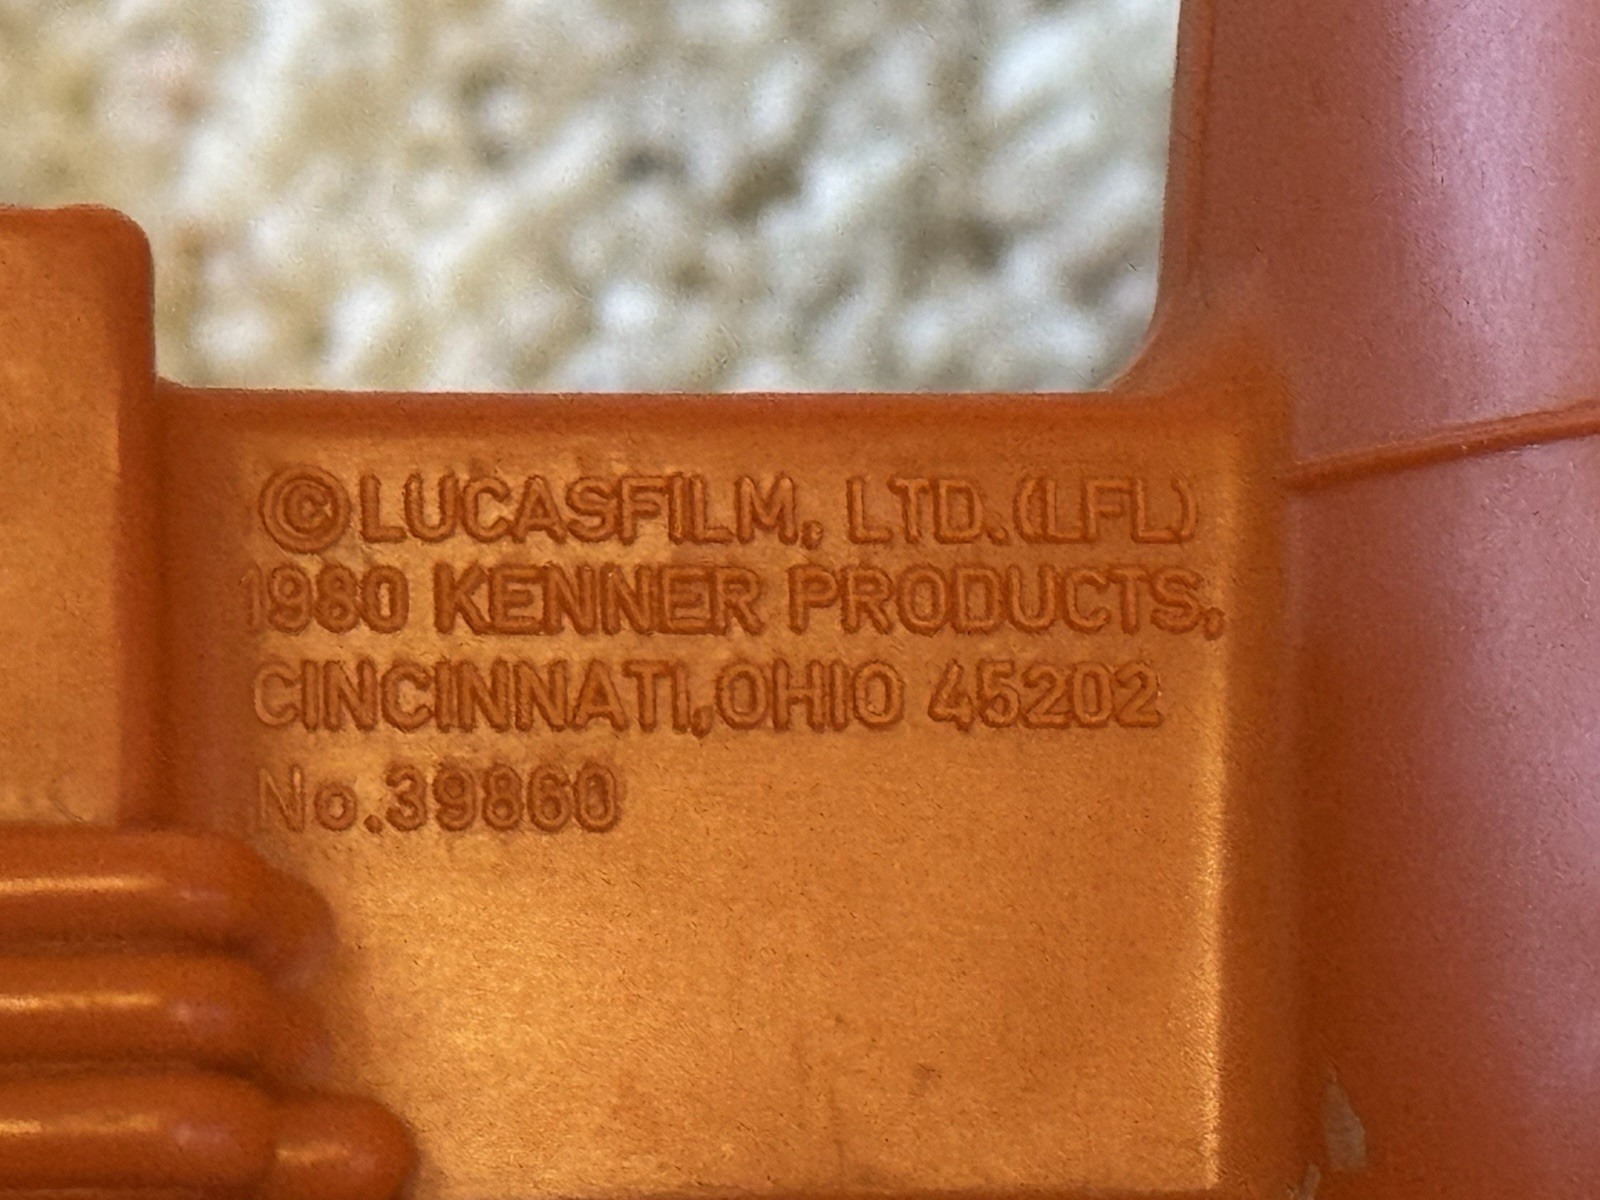 ©LUCASFILM, LTD.(LFL)
1980 KENNER PRODUCTS,
CINCINNATI,OHIO 45202
No.39860